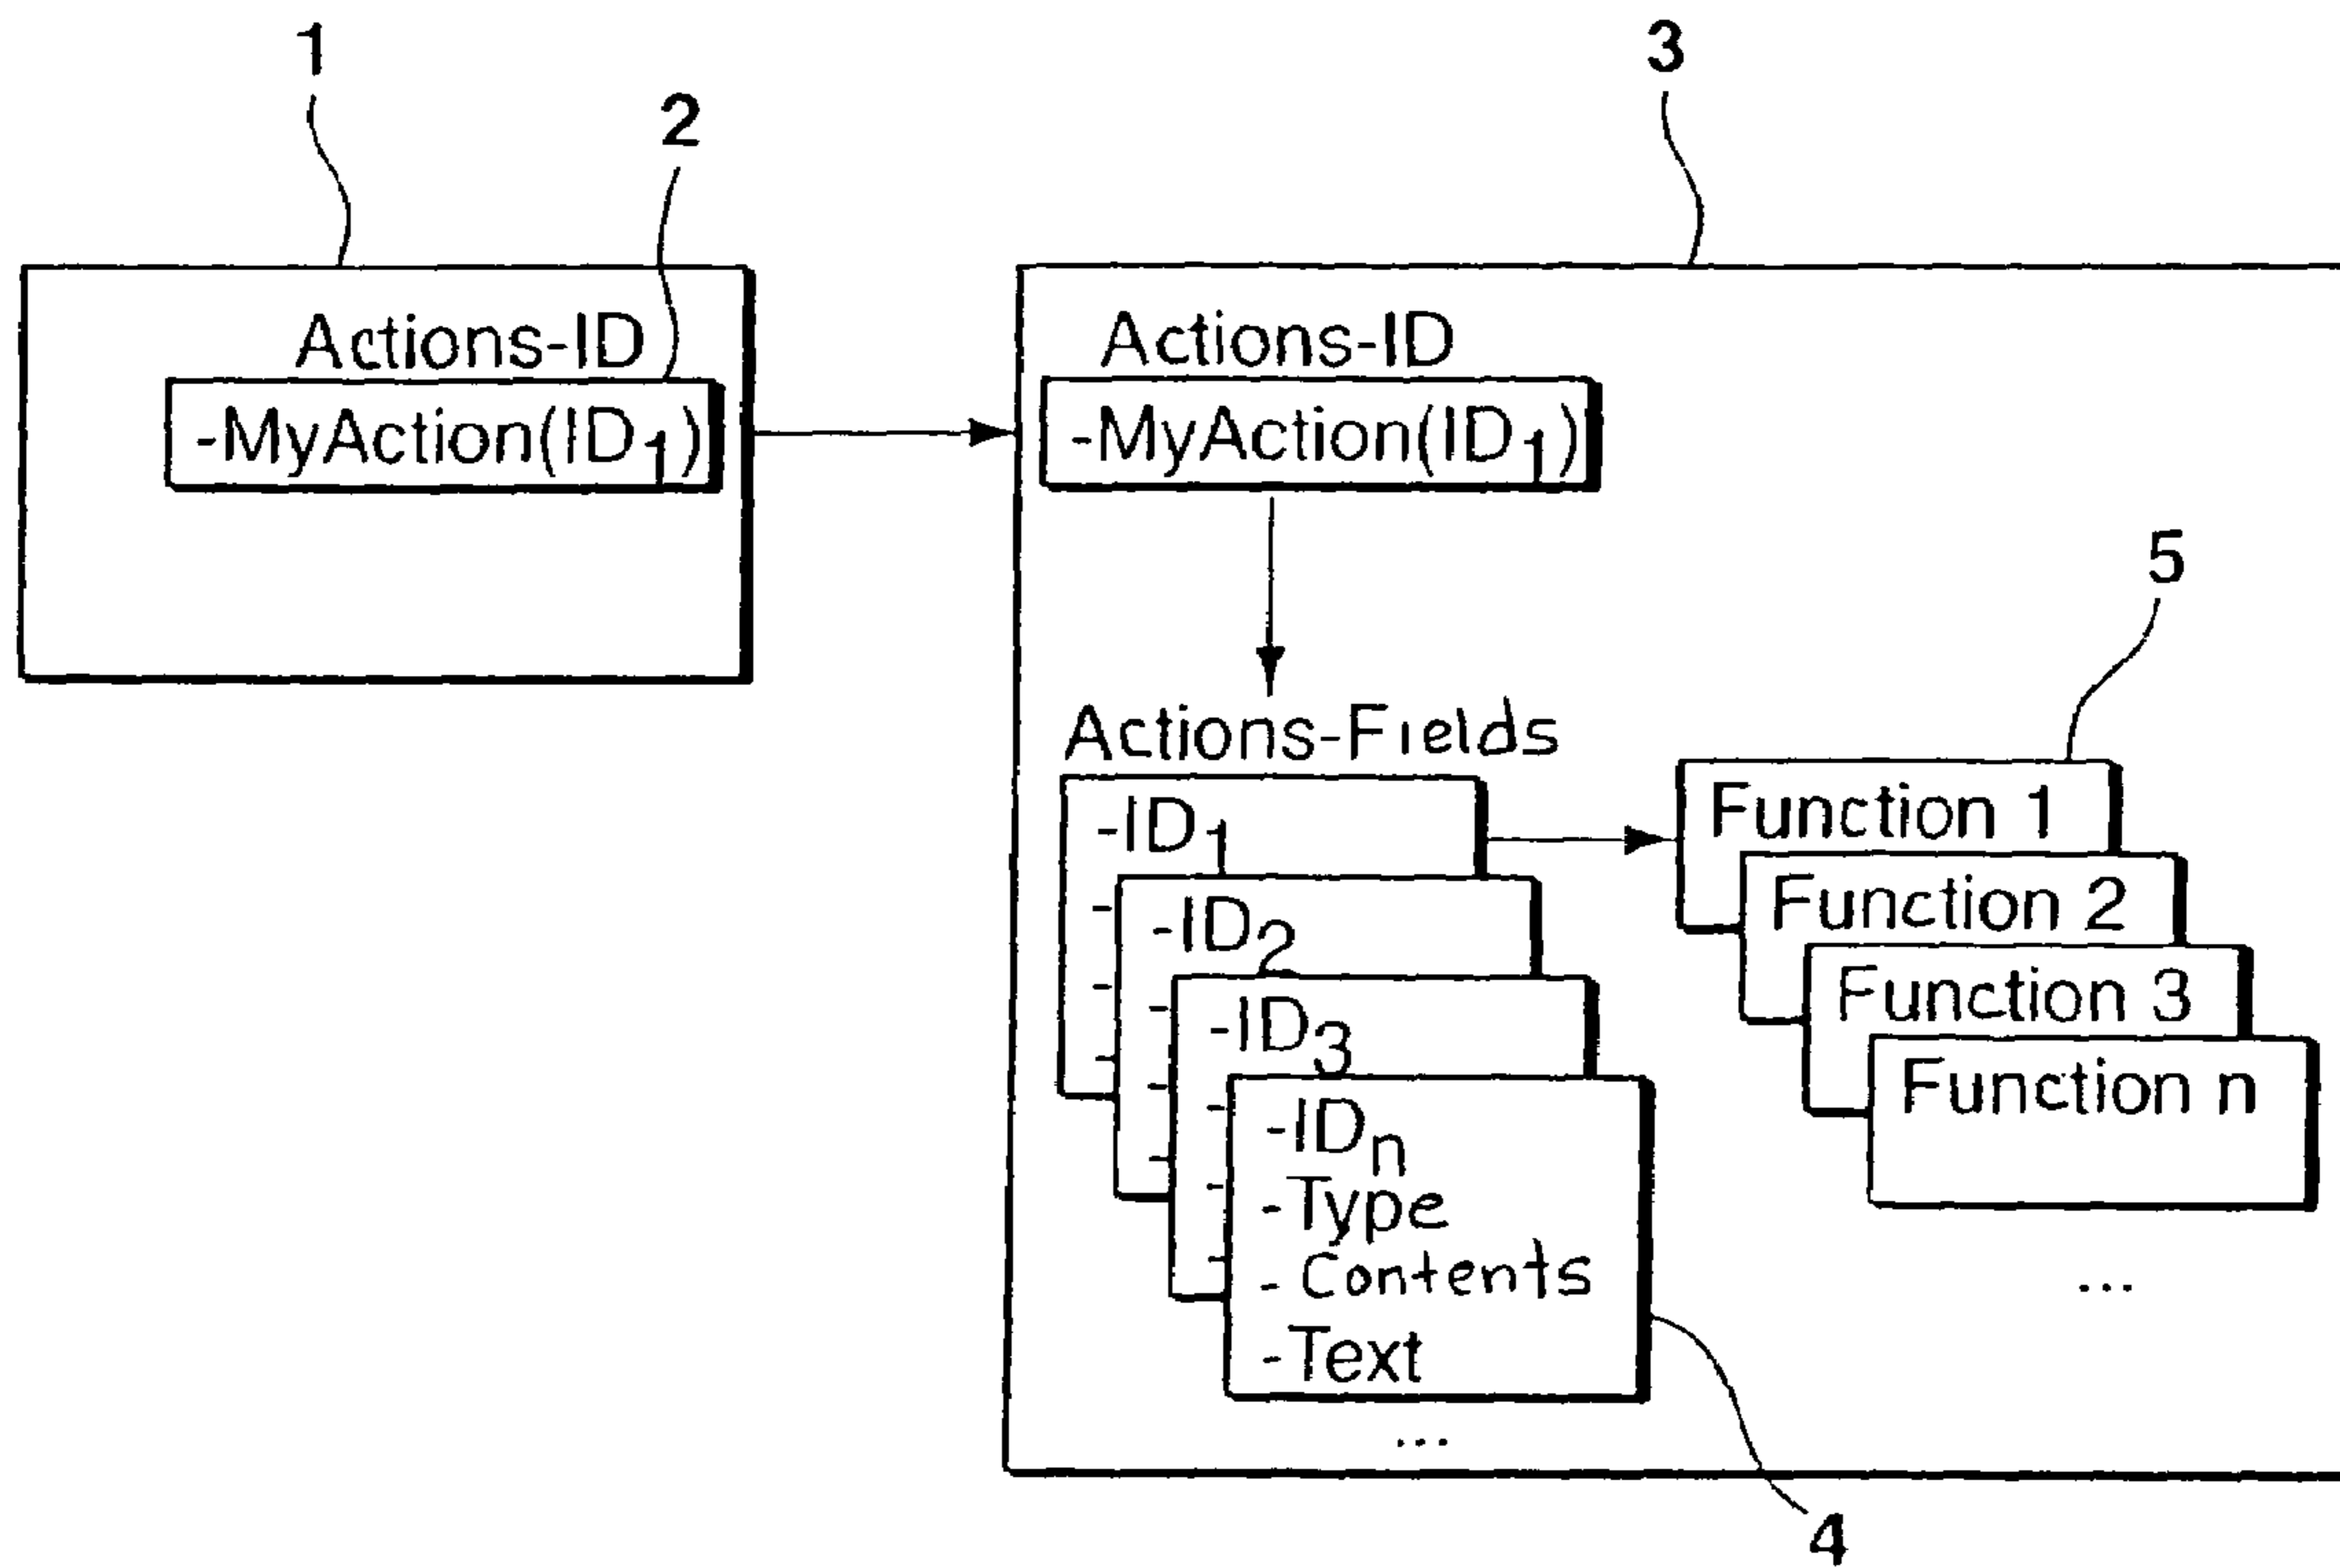 1
3
2
Actions-ID
-MyAction(ID1)
Actions-ID
-MyAction(ID1)
5
Actions-Fields
-ID1
-
-
-
-ID2
-
-
-
-ID3
-
-
-
-IDn
-Type
- Contents
-Text
...
Function 1
Function 2
Function 3
Function n
...
4